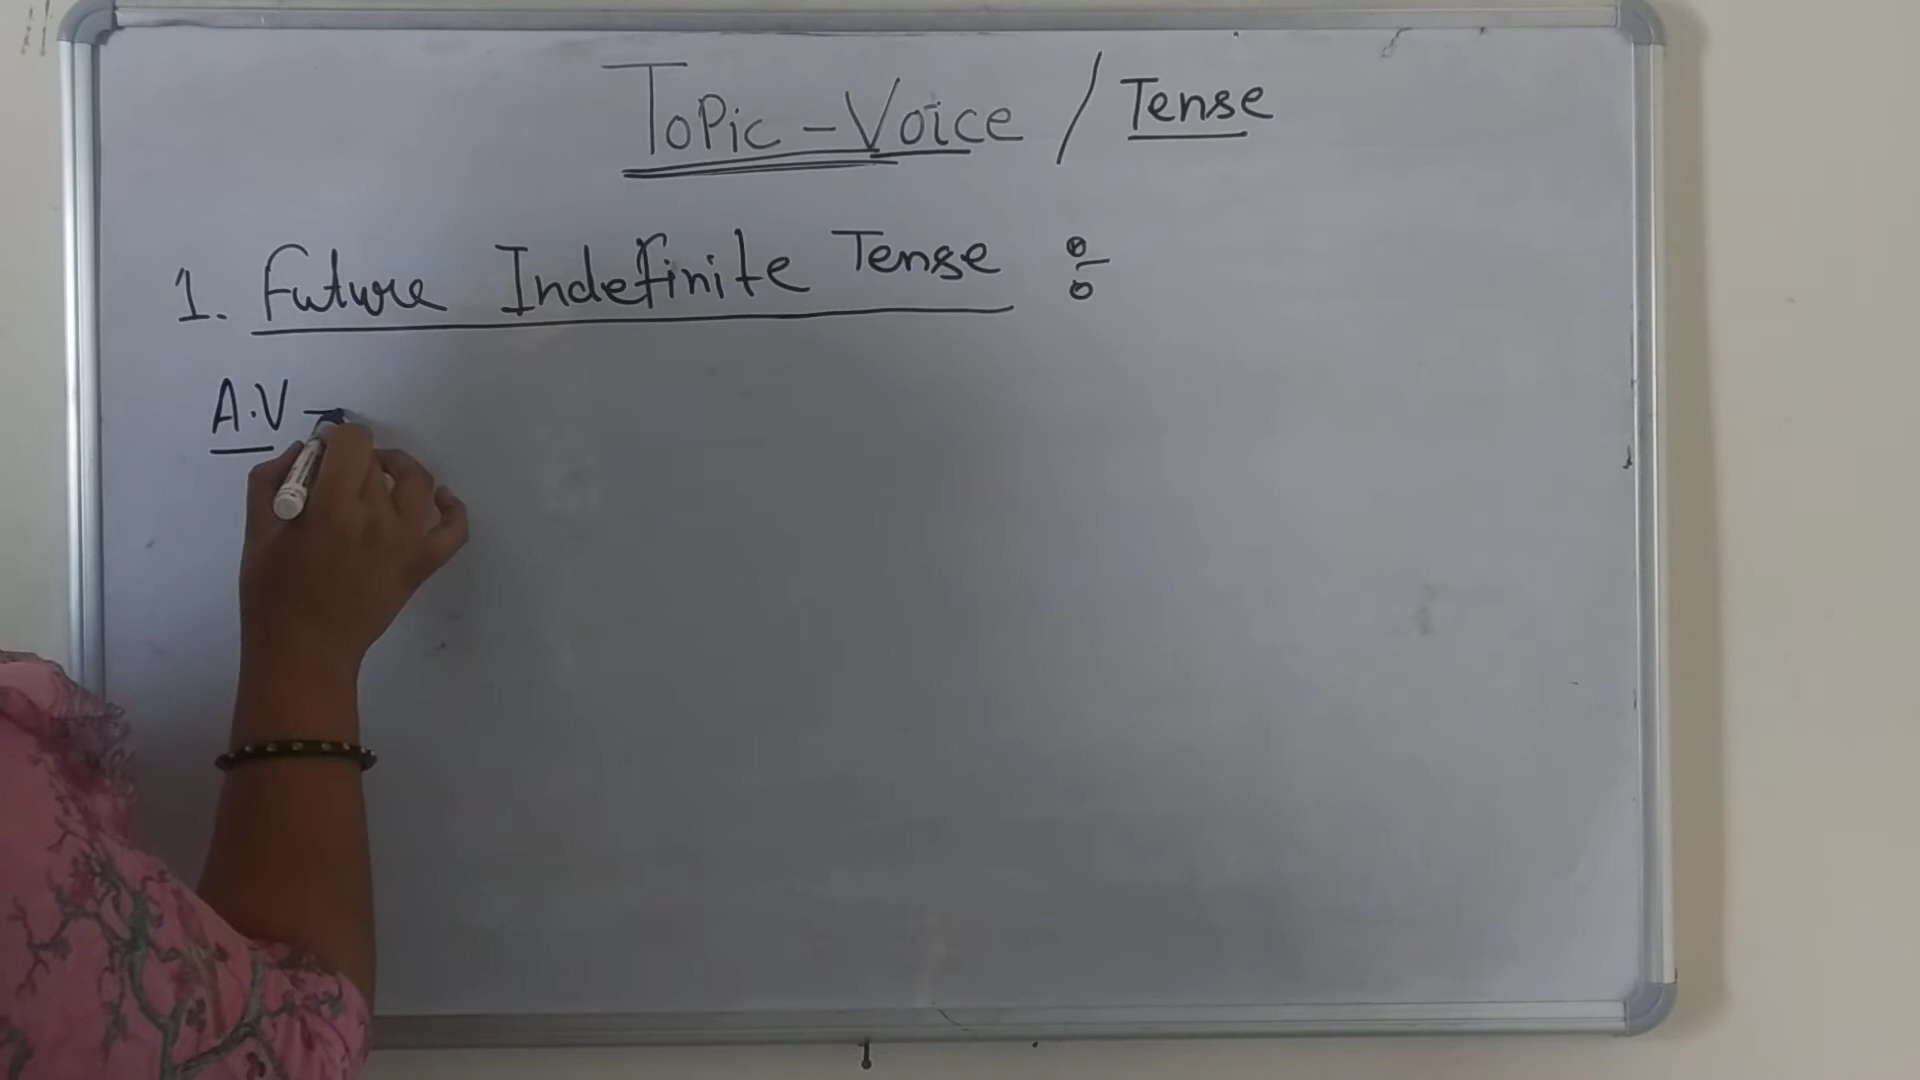 ToPic - Voice / Tense
1. Future Indefinite Tense :-
A.V -